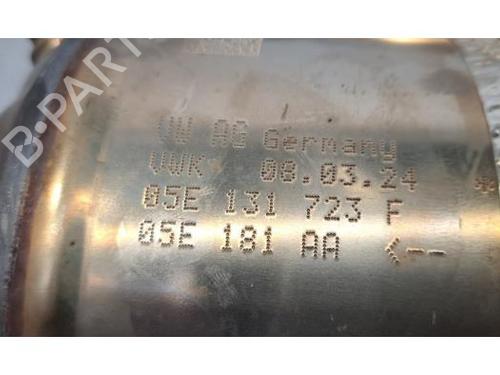 B-PARTS
VW AG Germany
VWK 08.03.24 *
05E 131 723 F
05E 181 AA <--